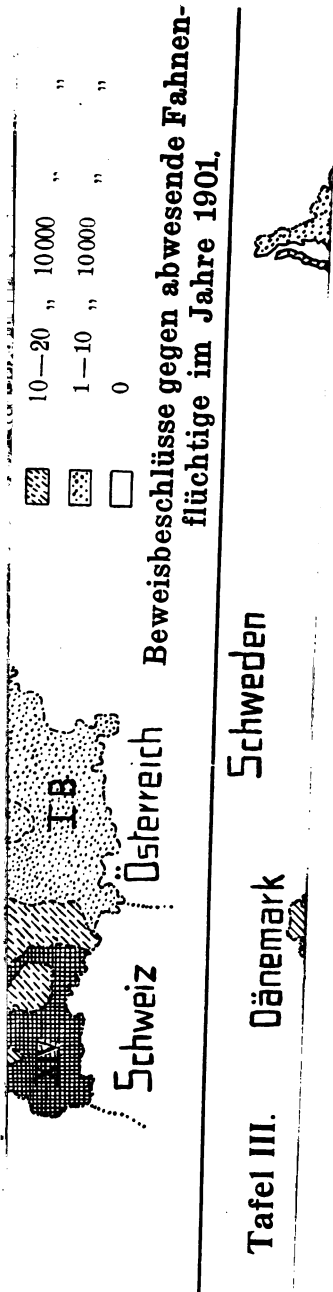 10—20 „ 10000 „ „
1—10 „ 10000 „ „
0
I B
XIV
Schweiz
Österreich
Beweisbeschlüsse gegen abwesende Fahnen-
flüchtige im Jahre 1901.
Tafel III.
Dänemark
Schweden